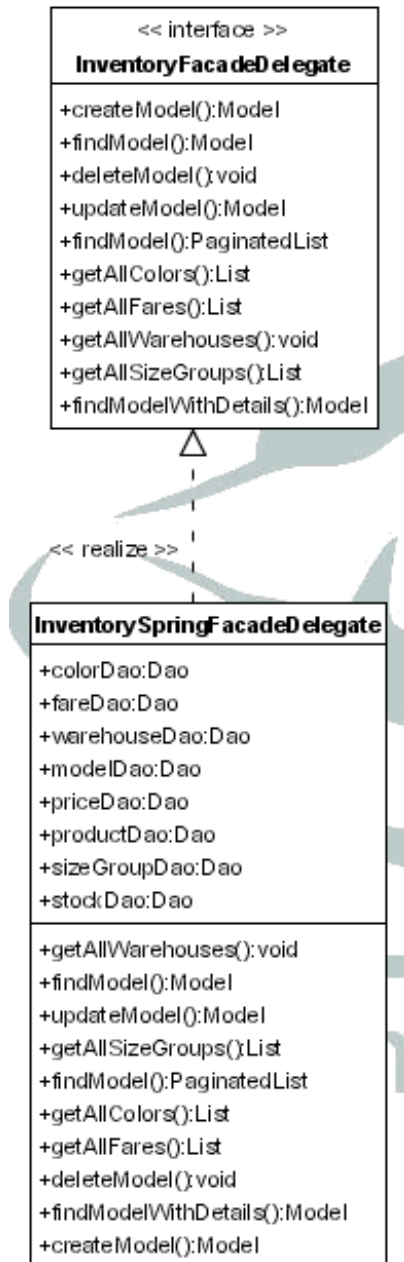 << interface >>
InventoryFacadeDelegate
+createModel():Model
+findModel():Model
+deleteModel():void
+updateModel():Model
+findModel():PaginatedList
+getAllColors():List
+getAllFares():List
+getAllWarehouses():void
+getAllSizeGroups():List
+findModelWithDetails():Model
<< realize >>
InventorySpringFacadeDelegate
+colorDao:Dao
+fareDao:Dao
+warehouseDao:Dao
+modelDao:Dao
+priceDao:Dao
+productDao:Dao
+sizeGroupDao:Dao
+stockDao:Dao
+getAllWarehouses():void
+findModel():Model
+updateModel():Model
+getAllSizeGroups():List
+findModel():PaginatedList
+getAllColors():List
+getAllFares():List
+deleteModel():void
+findModelWithDetails():Model
+createModel():Model